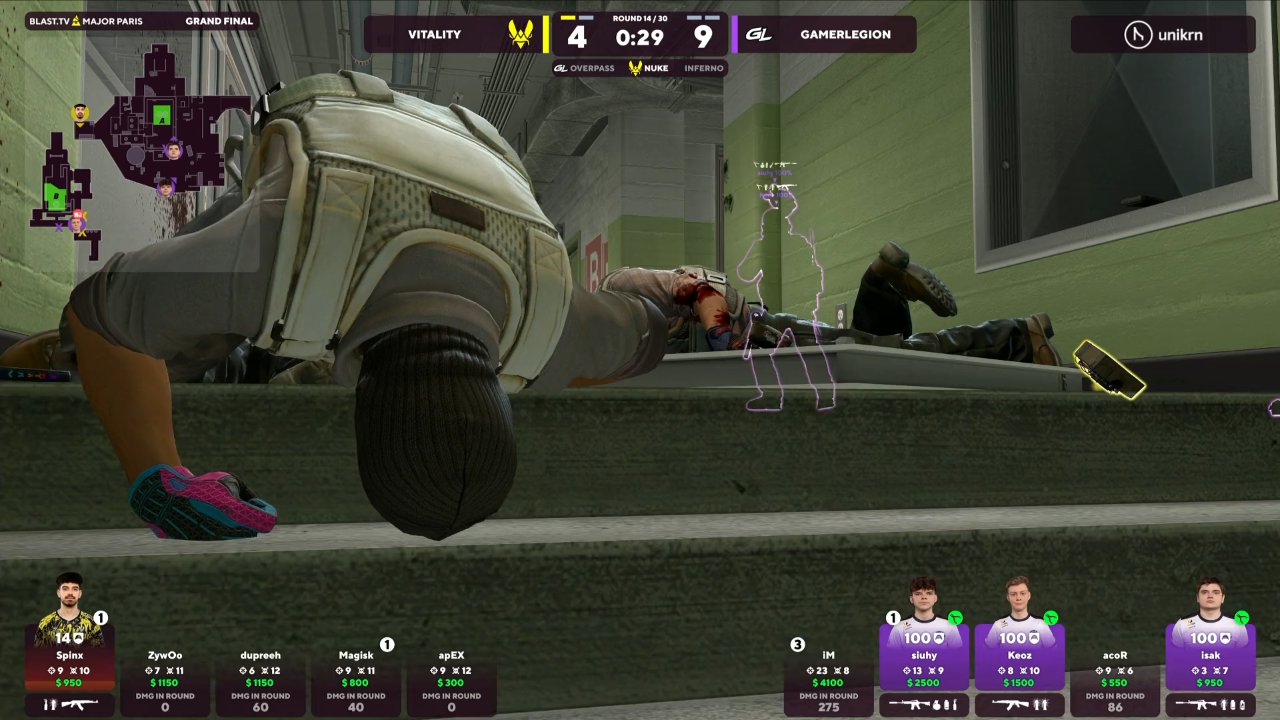 BLAST.TV MAJOR PARIS GRAND FINAL
VITALITY 4 ROUND 14 / 30 0:29 9 GL GAMERLEGION
unikrn
GL OVERPASS NUKE INFERNO
A
B
siuhy 100%
B
1
14
Spinx
9 10
$950
ZywOo
7 11
$1150
DMG IN ROUND
0
dupreeh
6 12
$1150
DMG IN ROUND
60
1
Magisk
9 11
$800
DMG IN ROUND
40
apEX
9 12
$300
DMG IN ROUND
0
3
iM
23 8
$4100
DMG IN ROUND
275
1
100
siuhy
13 9
$2500
100
Keoz
8 10
$1500
acoR
9 6
$550
DMG IN ROUND
86
100
isak
3 7
$950